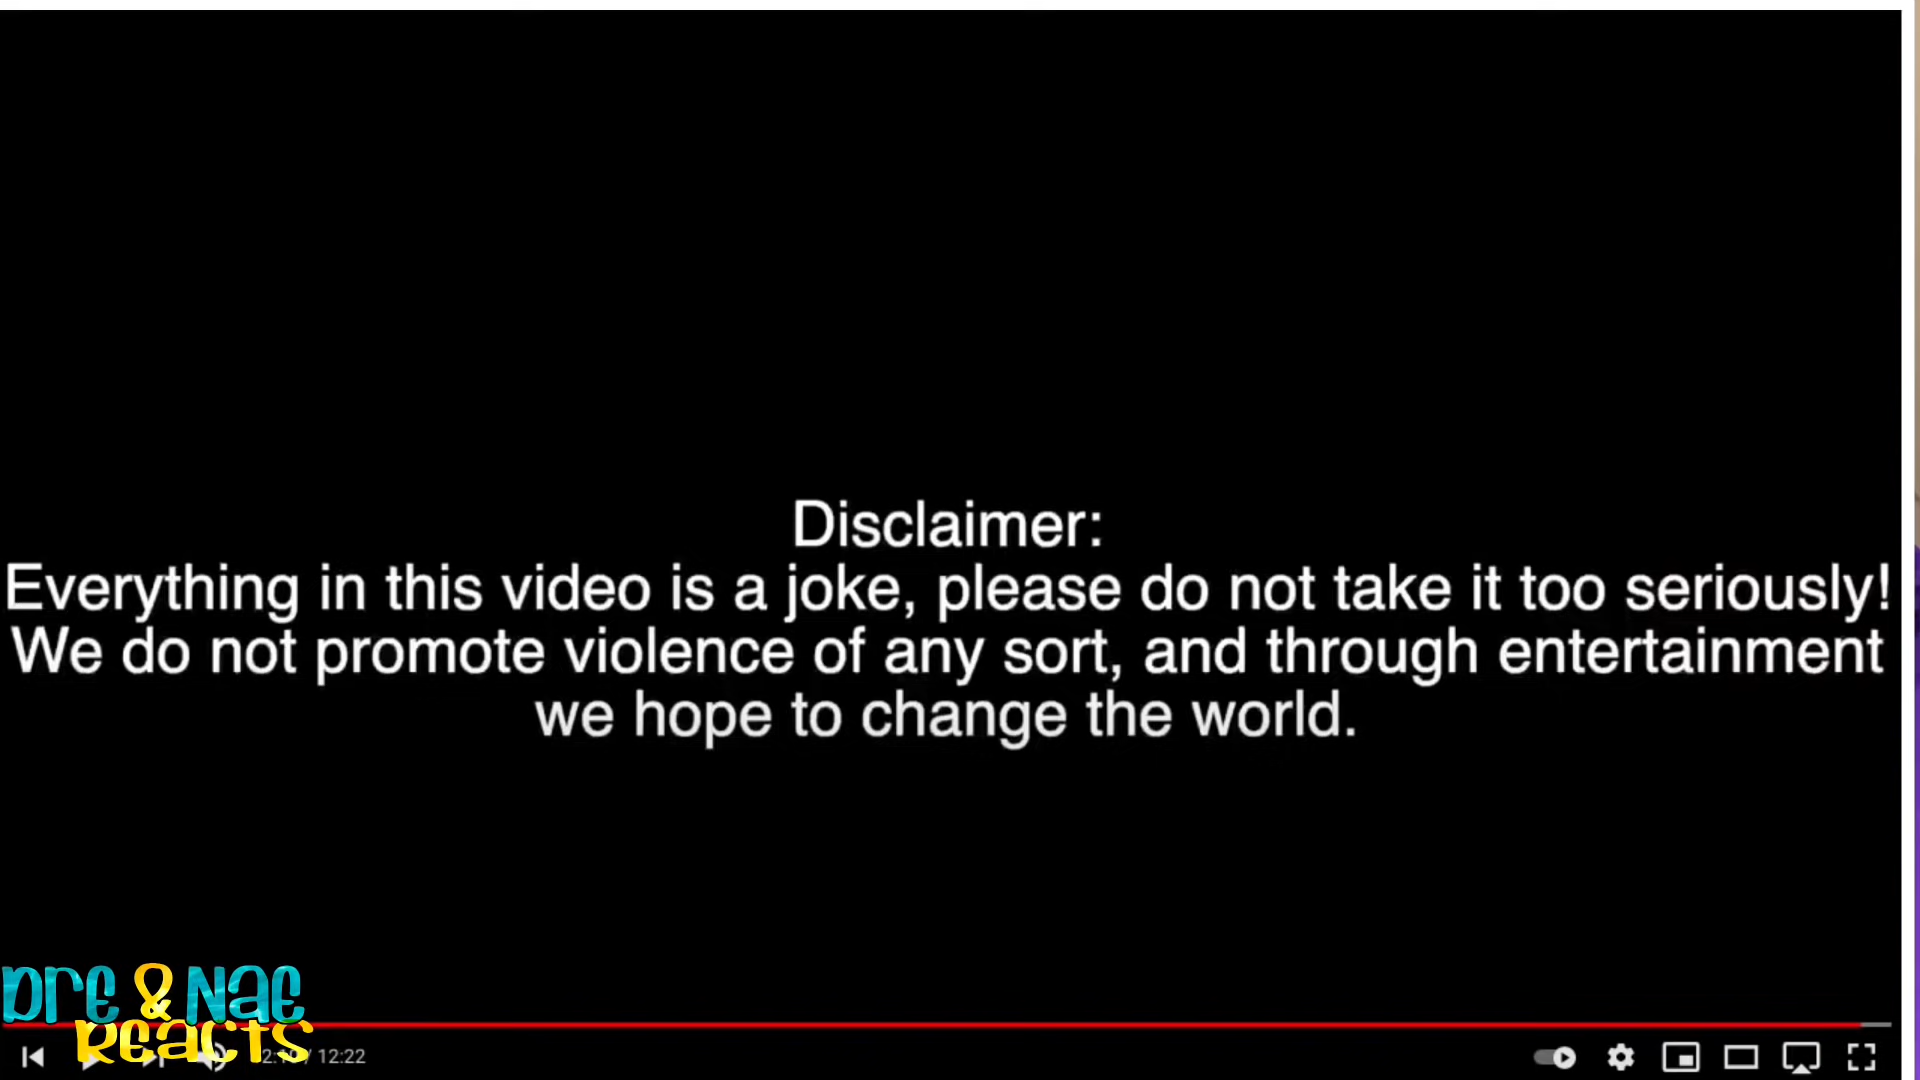 Disclaimer:
Everything in this video is a joke, please do not take it too seriously!
We do not promote violence of any sort, and through entertainment
we hope to change the world.
DRE & NAE
REACTS
/ 12:22